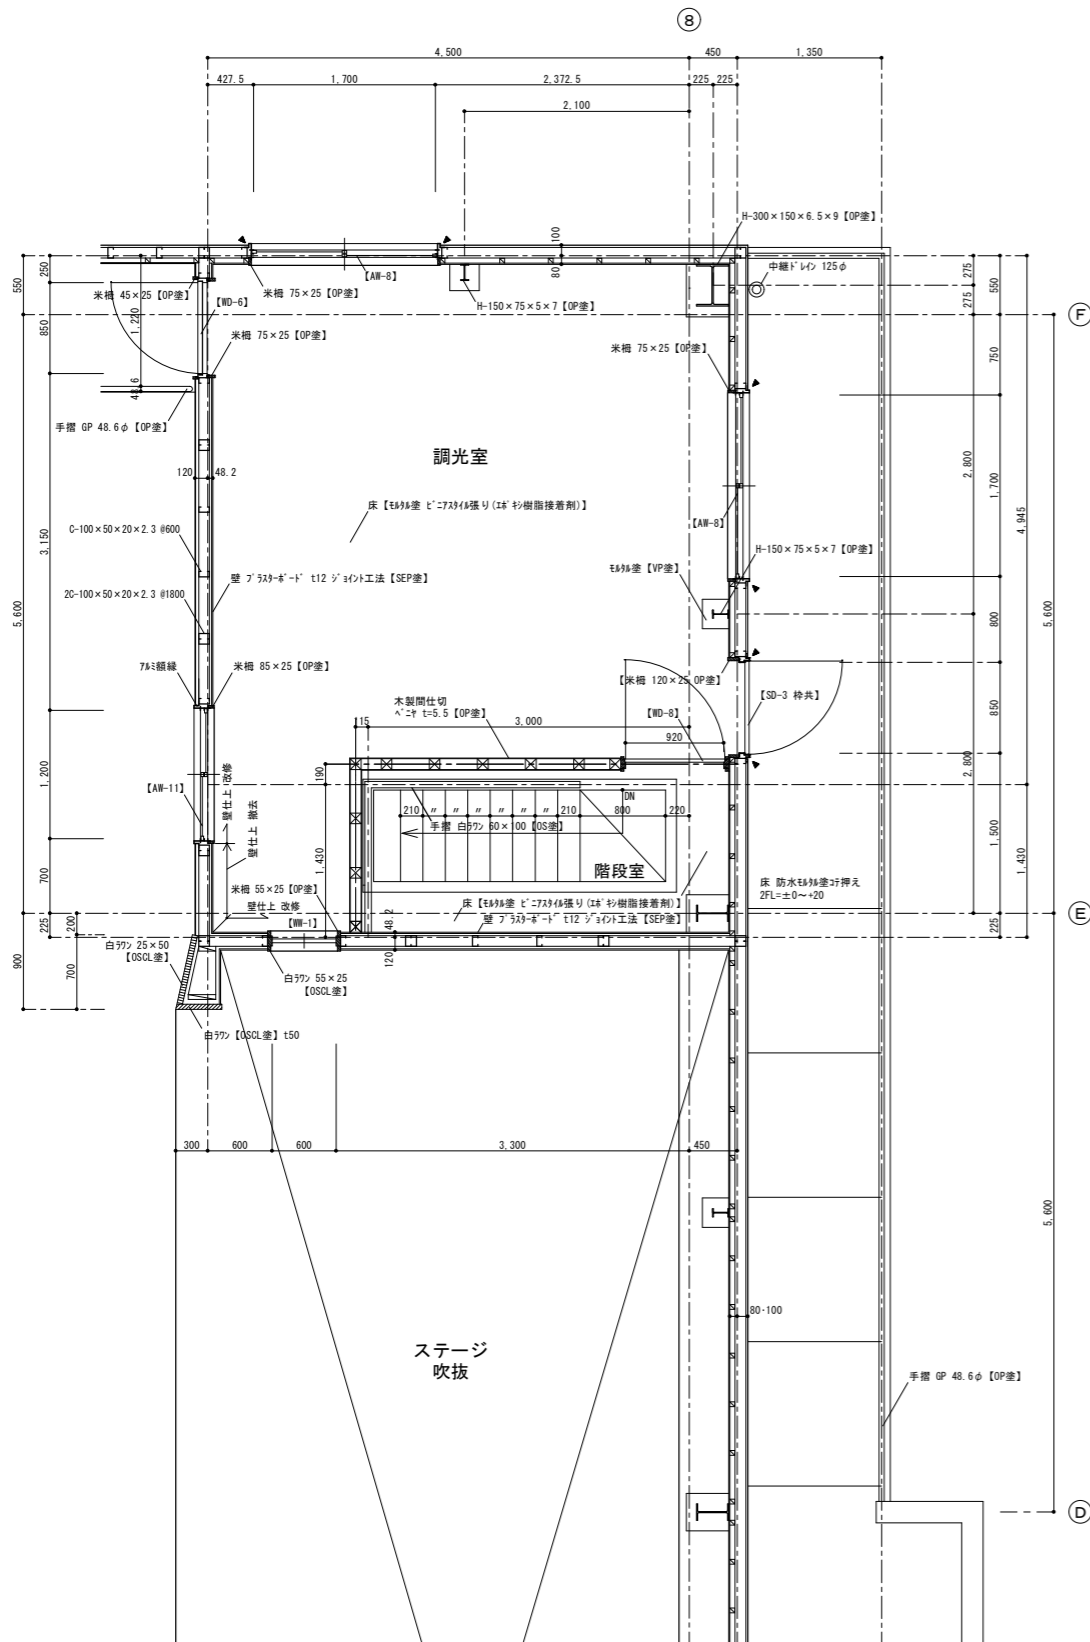 8
4,500
450
1,350
427.5
1,700
2,372.5
225
225
2,100
H-300×150×6.5×9【OP塗】
100
80
250
550
【AW-8】
中継ドレイン 125φ
275
275
550
米栂 45×25【OP塗】
【WD-6】
米栂 75×25【OP塗】
H-150×75×5×7【OP塗】
F
1,220
850
米栂 75×25【OP塗】
米栂 75×25【OP塗】
750
48.6
手摺 GP 48.6φ【OP塗】
調光室
120
48.2
2,800
1,700
4,945
床【モルタル塗 ビニアスタイル張り(エポキシ樹脂接着剤)】
【AW-8】
C-100×50×20×2.3 @600
3,150
H-150×75×5×7【OP塗】
モルタル塗【VP塗】
壁 プラスターボード t12 ジョイント工法【SEP塗】
2C-100×50×20×2.3 @1800
5,600
800
5,600
アルミ額縁
米栂 85×25【OP塗】
【米栂 120×25 OP塗】
【SD-3 枠共】
木製間仕切
ベニヤ t=5.5【OP塗】
【WD-8】
850
115
3,000
920
2,800
1,200
190
壁仕上 改修
【AW-11】
DN
210
〃
〃
〃
〃
〃
〃
210
800
220
手摺 白ラワン 60×100【OS塗】
壁仕上 撤去
1,430
1,500
1,430
700
階段室
米栂 55×25【OP塗】
床 防水モルタル塗コテ押え
2FL=±0～+20
床【モルタル塗 ビニアスタイル張り(エポキシ樹脂接着剤)】
壁仕上 改修
壁 プラスターボード t12 ジョイント工法【SEP塗】
【WW-1】
48.2
E
225
200
225
120
白ラワン 25×50
【OSCL塗】
900
700
白ラワン 55×25
【OSCL塗】
白ラワン【OSCL塗】t50
300
600
600
3,300
450
5,600
80・100
ステージ
吹抜
手摺 GP 48.6φ【OP塗】
D